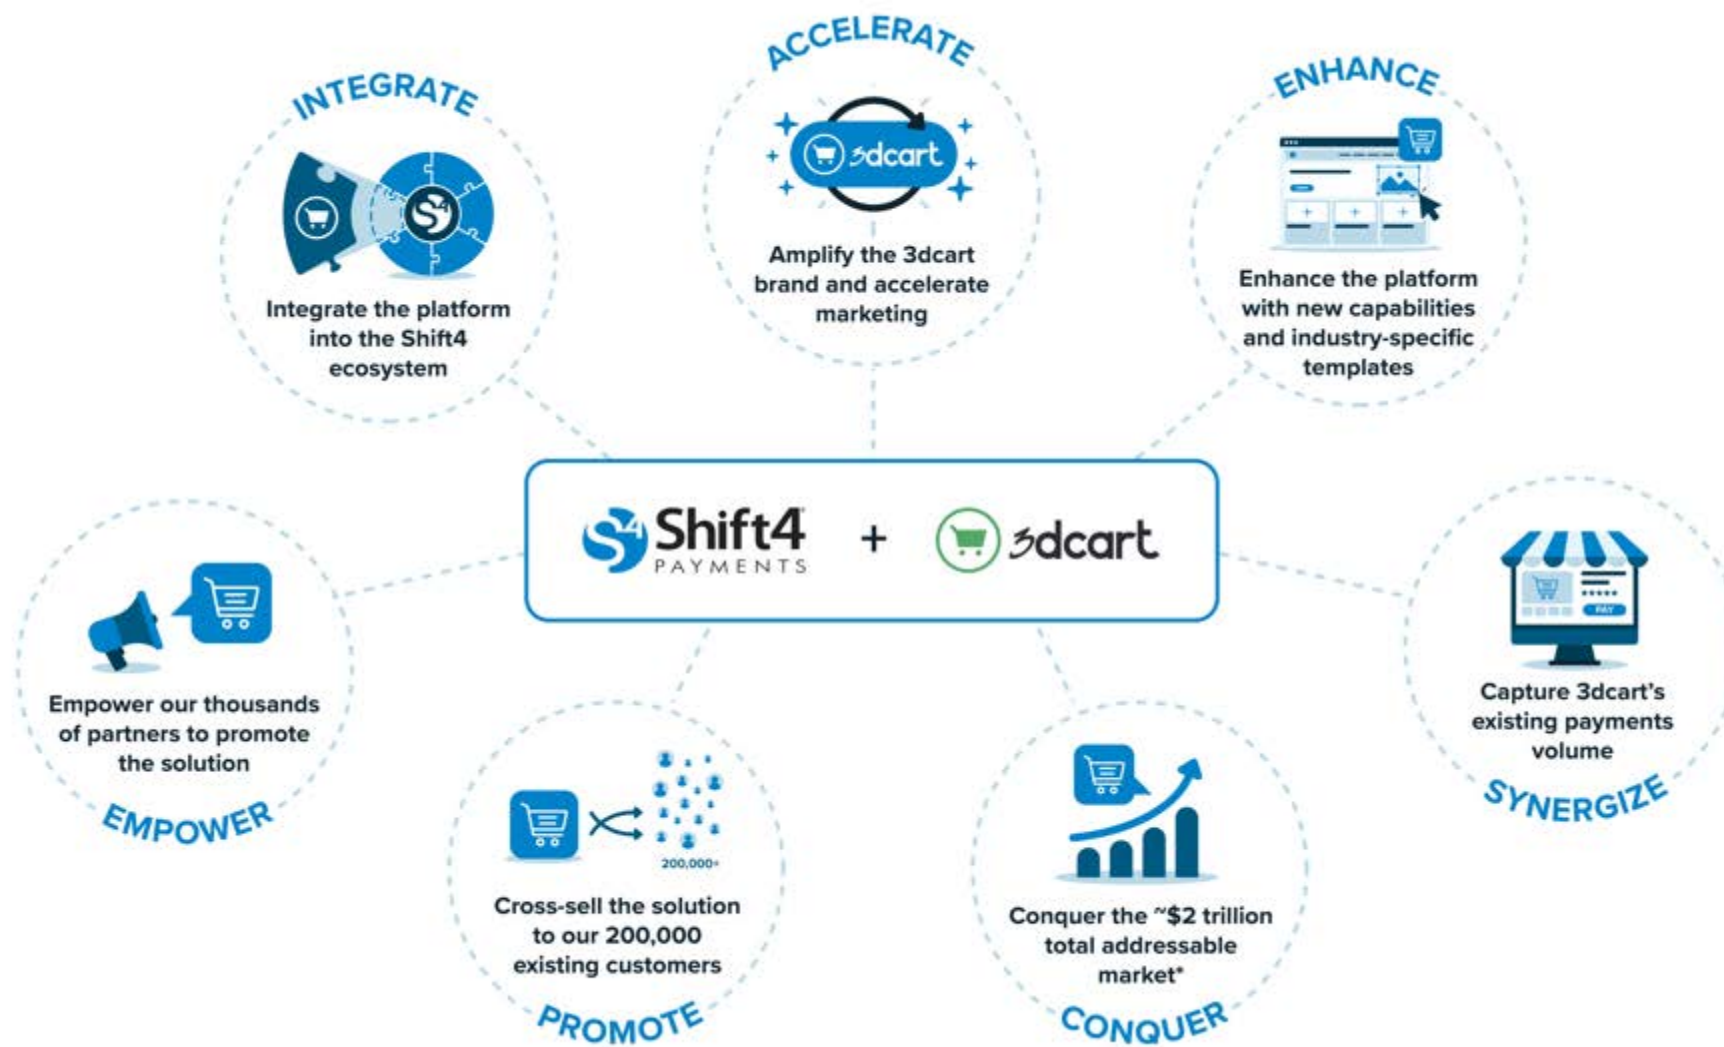 INTEGRATE
Integrate the platform
into the Shift4
ecosystem
ACCELERATE
3dcart
Amplify the 3dcart
brand and accelerate
marketing
ENHANCE
Enhance the platform
with new capabilities
and industry-specific
templates
S4 Shift4
PAYMENTS
+
3dcart
Empower our thousands
of partners to promote
the solution
EMPOWER
200,000+
Cross-sell the solution
to our 200,000
existing customers
PROMOTE
Conquer the ~$2 trillion
total addressable
market*
CONQUER
PAY
Capture 3dcart's
existing payments
volume
SYNERGIZE
S4